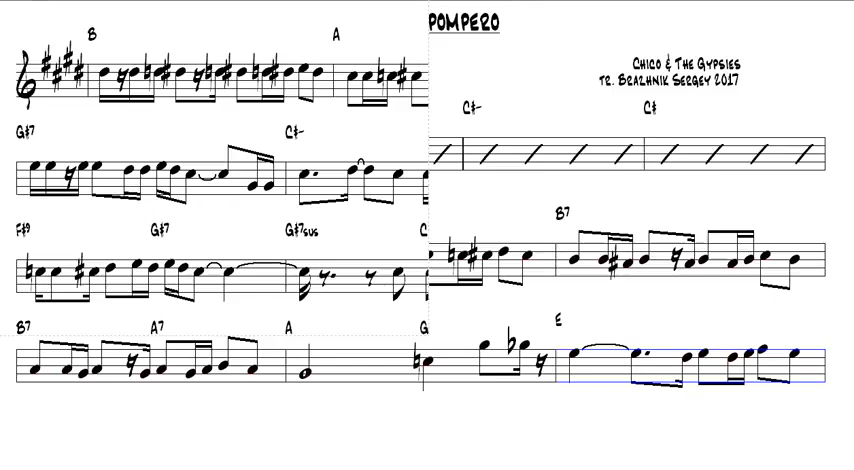 POMPERO
B A
CHICO & THE GYPSIES
TR. BRAZHNIK SERGEY 2017
C#- C#
G#7 C#-
B7
F#9 G#7 G#7sus C
E
B7 A7 A G